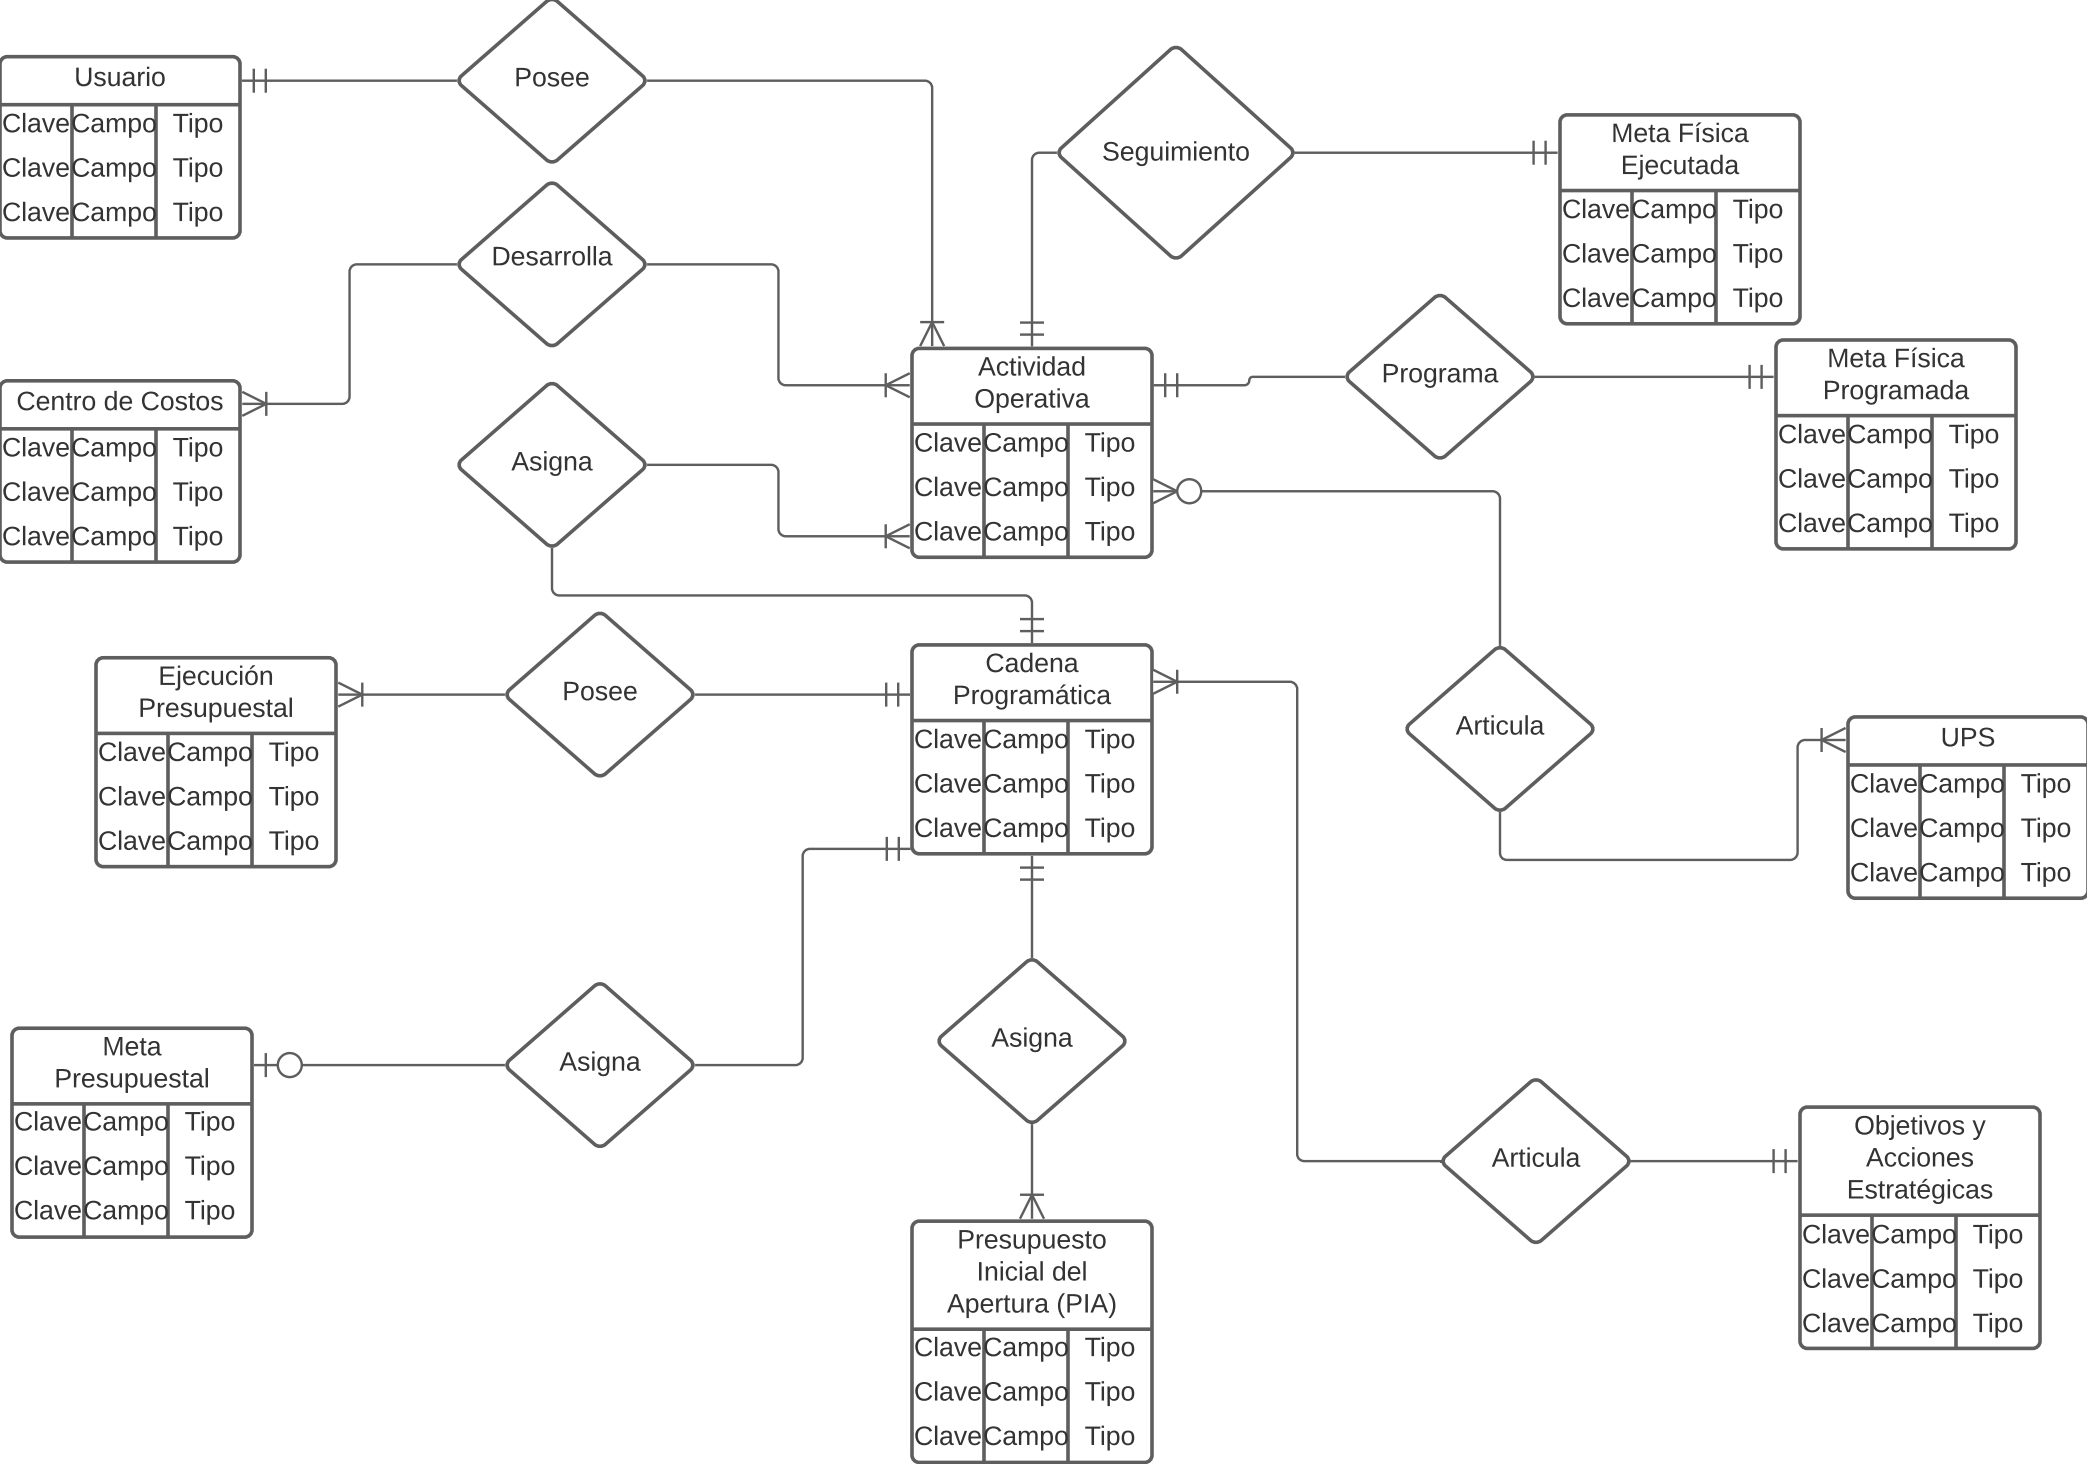 Posee
Usuario
Clave Campo Tipo
Clave Campo Tipo
Clave Campo Tipo
Seguimiento
Meta Física
Ejecutada
Clave Campo Tipo
Clave Campo Tipo
Clave Campo Tipo
Desarrolla
Centro de Costos
Clave Campo Tipo
Clave Campo Tipo
Clave Campo Tipo
Asigna
Actividad
Operativa
Clave Campo Tipo
Clave Campo Tipo
Clave Campo Tipo
Programa
Meta Física
Programada
Clave Campo Tipo
Clave Campo Tipo
Clave Campo Tipo
Ejecución
Presupuestal
Clave Campo Tipo
Clave Campo Tipo
Clave Campo Tipo
Posee
Cadena
Programática
Clave Campo Tipo
Clave Campo Tipo
Clave Campo Tipo
Articula
UPS
Clave Campo Tipo
Clave Campo Tipo
Clave Campo Tipo
Meta
Presupuestal
Clave Campo Tipo
Clave Campo Tipo
Clave Campo Tipo
Asigna
Asigna
Presupuesto
Inicial del
Apertura (PIA)
Clave Campo Tipo
Clave Campo Tipo
Clave Campo Tipo
Articula
Objetivos y
Acciones
Estratégicas
Clave Campo Tipo
Clave Campo Tipo
Clave Campo Tipo